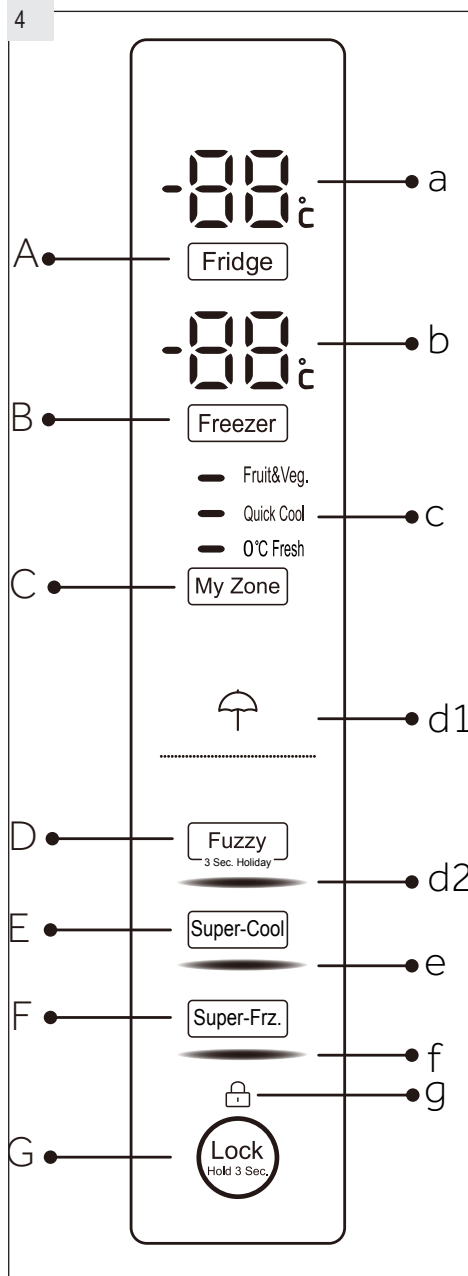 4
-88°C
a
A
Fridge
-88°C
b
B
Freezer
Fruit&Veg.
Quick Cool
c
0°C Fresh
C
My Zone
d1
D
Fuzzy
3 Sec. Holiday
d2
E
Super-Cool
e
F
Super-Frz.
f
g
G
Lock
Hold 3 Sec.